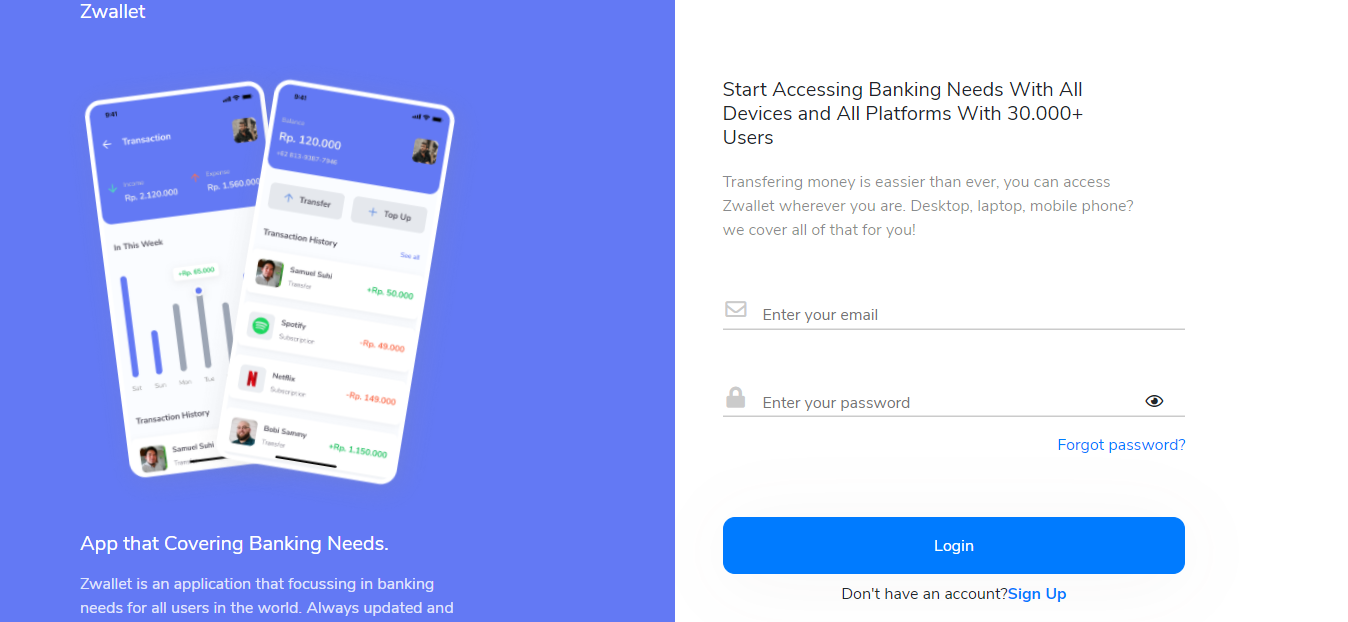 Zwallet
9:41
Transaction
Income
Rp. 2.120.000
Expense
Rp. 1.560.000
In This Week
+Rp. 65.000
Sat Sun Mon Tue
Transaction History
Samuel Suhi
9:41
Balance
Rp. 120.000
Transfer
Top Up
Transaction History
See all
Samuel Suhi
Transfer
+Rp. 50.000
Spotify
Subscription
-Rp. 49.000
Netflix
Subscription
-Rp. 149.000
Bobi Sammy
Transfer
+Rp. 1.150.000
App that Covering Banking Needs.
Zwallet is an application that focussing in banking
needs for all users in the world. Always updated and
Start Accessing Banking Needs With All
Devices and All Platforms With 30.000+
Users
Transfering money is eassier than ever, you can access
Zwallet wherever you are. Desktop, laptop, mobile phone?
we cover all of that for you!
Enter your email
Enter your password
Forgot password?
Login
Don't have an account?Sign Up